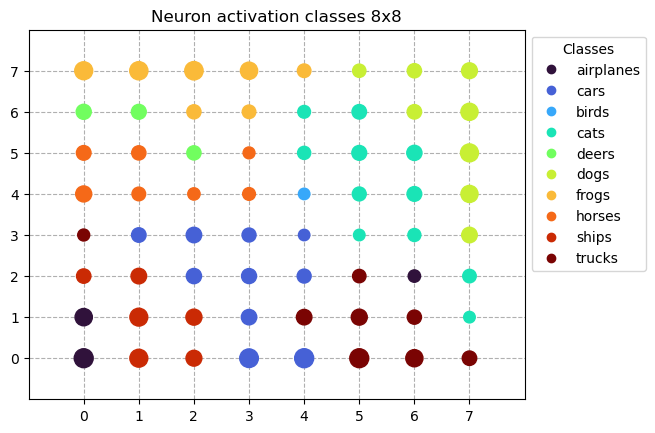 Neuron activation classes 8x8
7
6
5
4
3
2
1
0
0 1 2 3 4 5 6 7
Classes
airplanes
cars
birds
cats
deers
dogs
frogs
horses
ships
trucks